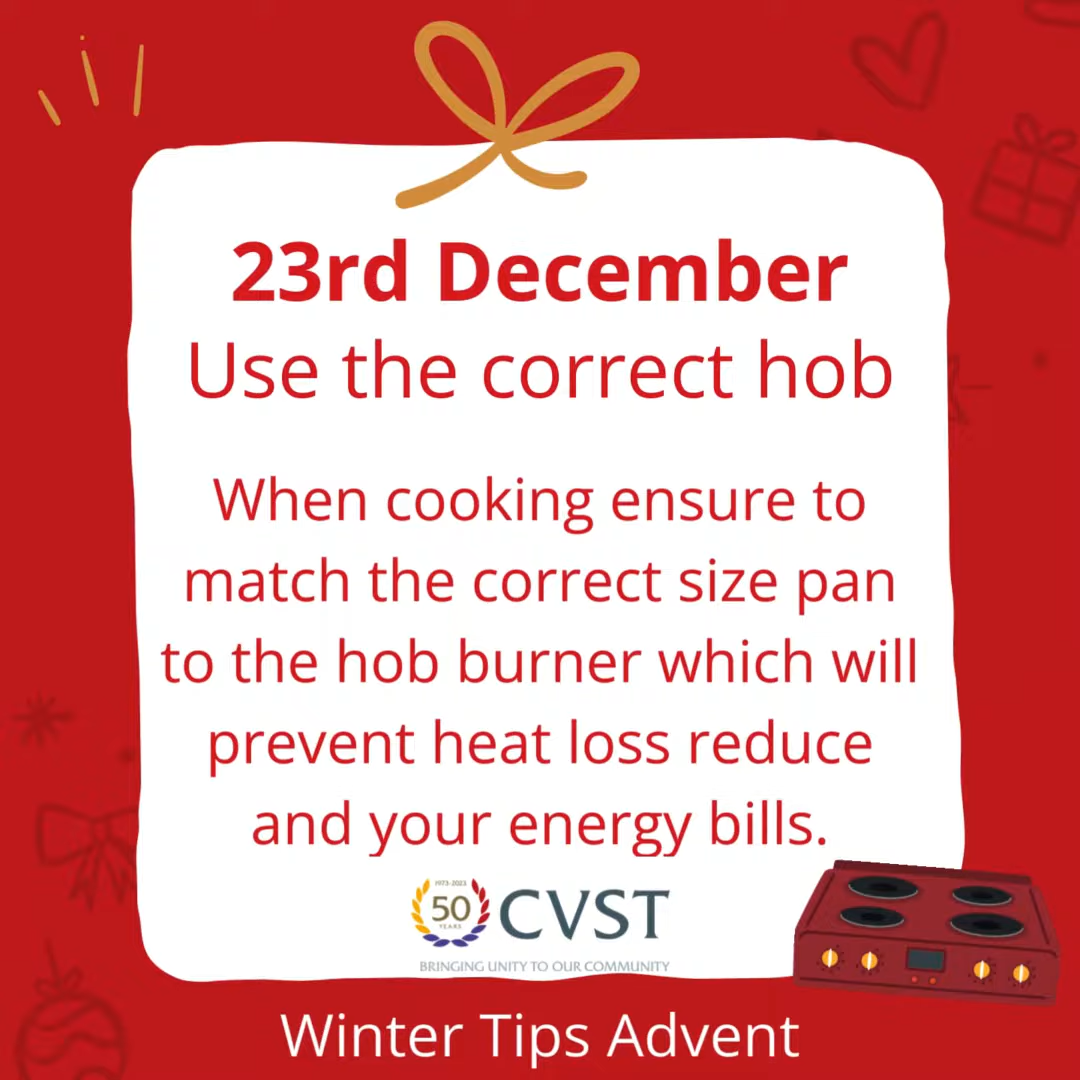 23rd December
Use the correct hob
When cooking ensure to
match the correct size pan
to the hob burner which will
prevent heat loss reduce
and your energy bills.
1973-2023
50
YEARS
CVST
BRINGING UNITY TO OUR COMMUNITY
Winter Tips Advent